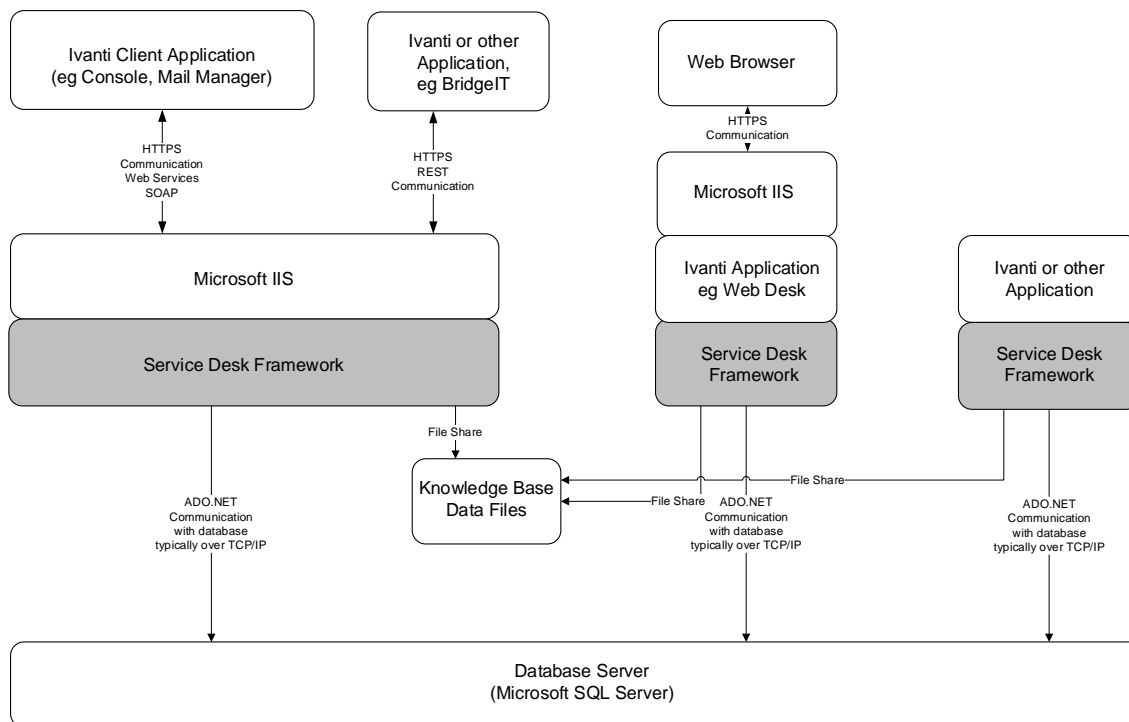 Ivanti Client Application
(eg Console, Mail Manager)
Ivanti or other
Application,
eg BridgeIT
Web Browser
HTTPS
Communication
Web Services
SOAP
HTTPS
REST
Communication
HTTPS
Communication
Microsoft IIS
Microsoft IIS
Ivanti Application
eg Web Desk
Ivanti or other
Application
Service Desk Framework
Service Desk
Framework
Service Desk
Framework
File Share
Knowledge Base
Data Files
File Share
File Share
ADO.NET
Communication
with database
typically over TCP/IP
ADO.NET
Communication
with database
typically over TCP/IP
ADO.NET
Communication
with database
typically over TCP/IP
Database Server
(Microsoft SQL Server)